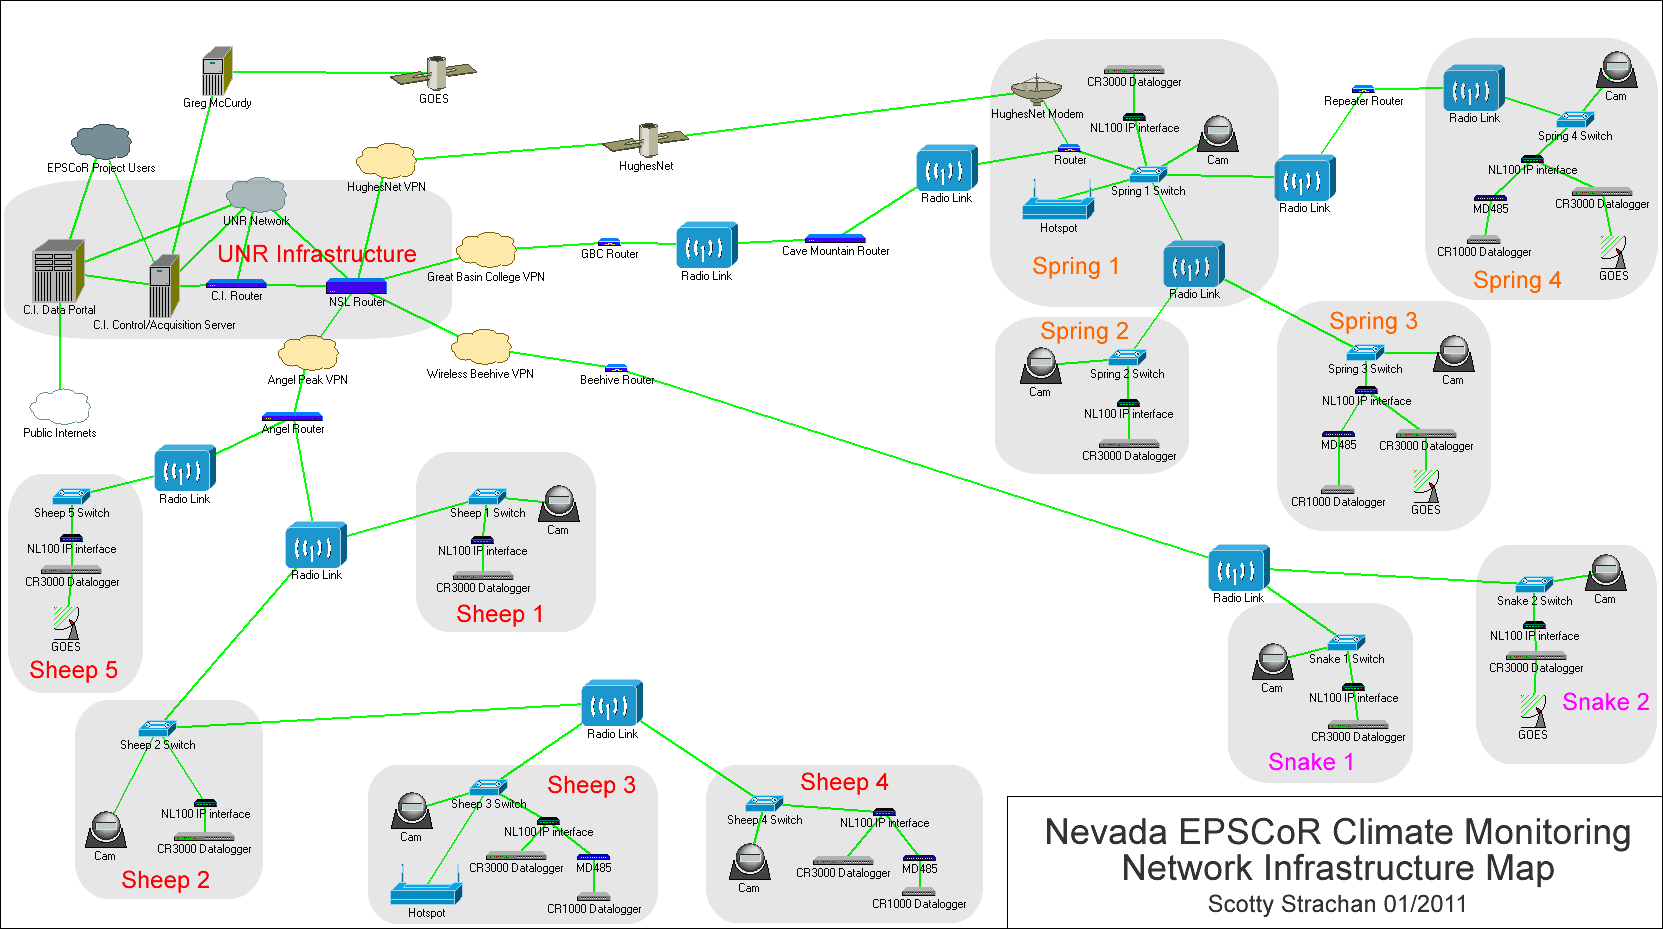 Greg McCurdy
GOES
EPSCoR Project Users
HughesNet VPN
HughesNet
UNR Network
UNR Infrastructure
C.I. Data Portal
C.I. Control/Acquisition Server
C.I. Router
NSL Router
Great Basin College VPN
GBC Router
Radio Link
Cave Mountain Router
Radio Link
Public Internets
Angel Peak VPN
Wireless Beehive VPN
Beehive Router
Angel Router
Radio Link
Radio Link
HughesNet Modem
CR3000 Datalogger
NL100 IP interface
Router
Cam
Spring 1 Switch
Hotspot
Spring 1
Radio Link
Radio Link
Repeater Router
Radio Link
Cam
Spring 4 Switch
NL100 IP interface
MD485
CR3000 Datalogger
CR1000 Datalogger
GOES
Spring 4
Spring 2
Spring 2 Switch
Cam
NL100 IP interface
CR3000 Datalogger
Spring 3
Spring 3 Switch
Cam
NL100 IP interface
MD485
CR3000 Datalogger
CR1000 Datalogger
GOES
Sheep 5 Switch
NL100 IP interface
CR3000 Datalogger
GOES
Sheep 5
Sheep 1 Switch
Cam
NL100 IP interface
CR3000 Datalogger
Sheep 1
Sheep 2 Switch
NL100 IP interface
Cam
CR3000 Datalogger
Sheep 2
Radio Link
Sheep 3
Sheep 3 Switch
Cam
NL100 IP interface
CR3000 Datalogger
MD485
Hotspot
CR1000 Datalogger
Sheep 4
Sheep 4 Switch
NL100 IP interface
Cam
CR3000 Datalogger
MD485
CR1000 Datalogger
Radio Link
Snake 1 Switch
Cam
NL100 IP interface
CR3000 Datalogger
Snake 1
Snake 2 Switch
Cam
NL100 IP interface
CR3000 Datalogger
GOES
Snake 2
Nevada EPSCoR Climate Monitoring
Network Infrastructure Map
Scotty Strachan 01/2011